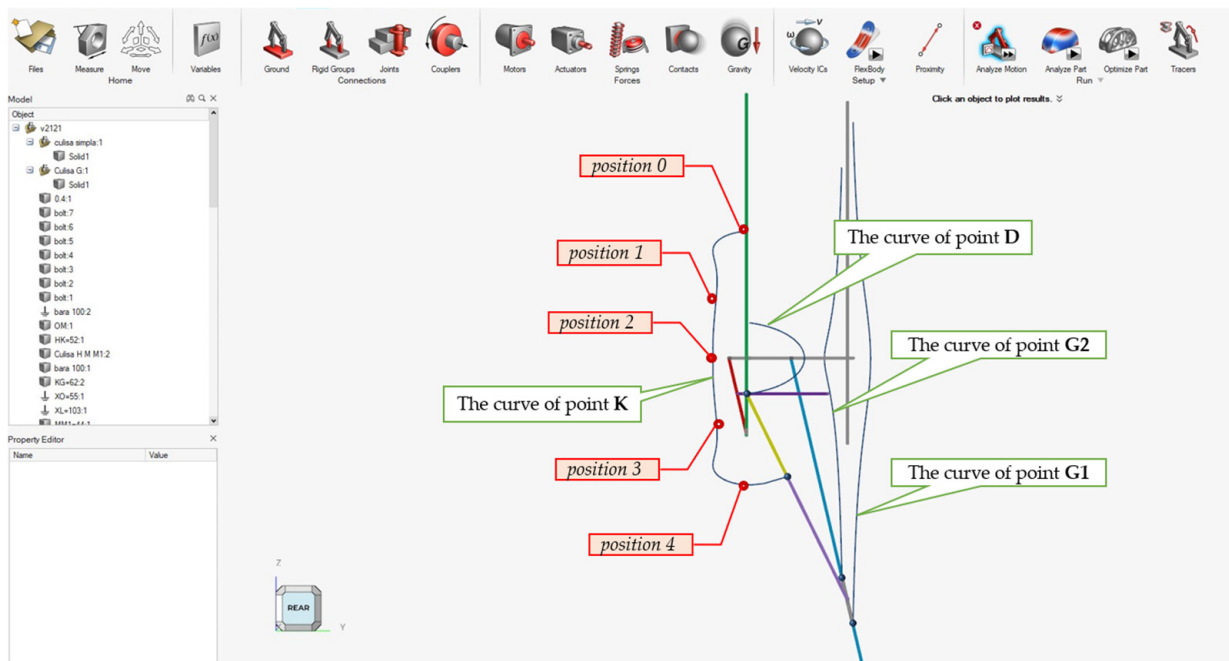 Files
Measure
Move
Variables
Ground
Rigid Groups
Joints
Couplers
Motors
Actuators
Springs
Contacts
Gravity
Velocity ICs
FlexBody
Proximity
Analyze Motion
Analyze Part
Optimize Part
Tracers
Home
Connections
Forces
Setup
Run
f(x)
G
v
ω
Model
Click an object to plot results.
Object
v2121
culisa simpla:1
Solid1
Culisa G:1
Solid1
0.4:1
bolt:7
bolt:6
bolt:5
bolt:4
bolt:3
bolt:2
bolt:1
bara 100:2
OM:1
HK=52:1
Culisa H M M1:2
bara 100:1
KG=62:2
XO=55:1
XL=103:1
MM1=44:1
Property Editor
Name
Value
position 0
position 1
position 2
position 3
position 4
The curve of point K
The curve of point D
The curve of point G2
The curve of point G1
Z
REAR
Y